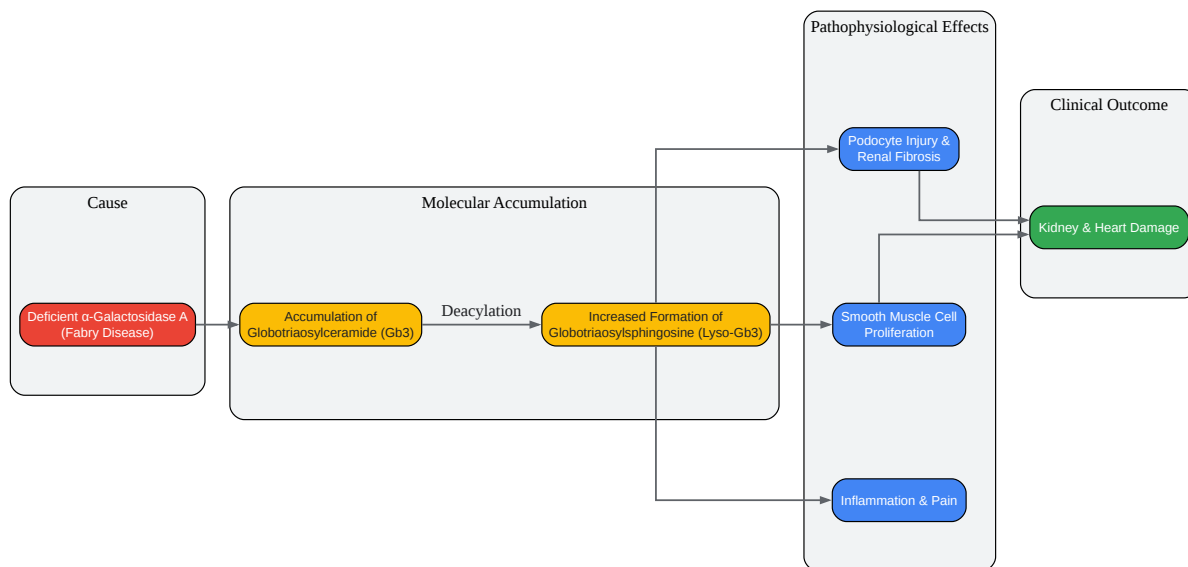 Pathophysiological Effects
Clinical Outcome
Podocyte Injury &
Renal Fibrosis
Cause
Molecular Accumulation
Kidney & Heart Damage
Deficient α-Galactosidase A
(Fabry Disease)
Accumulation of
Globotriaosylceramide (Gb3)
Deacylation
Increased Formation of
Globotriaosylsphingosine (Lyso-Gb3)
Smooth Muscle Cell
Proliferation
Inflammation & Pain